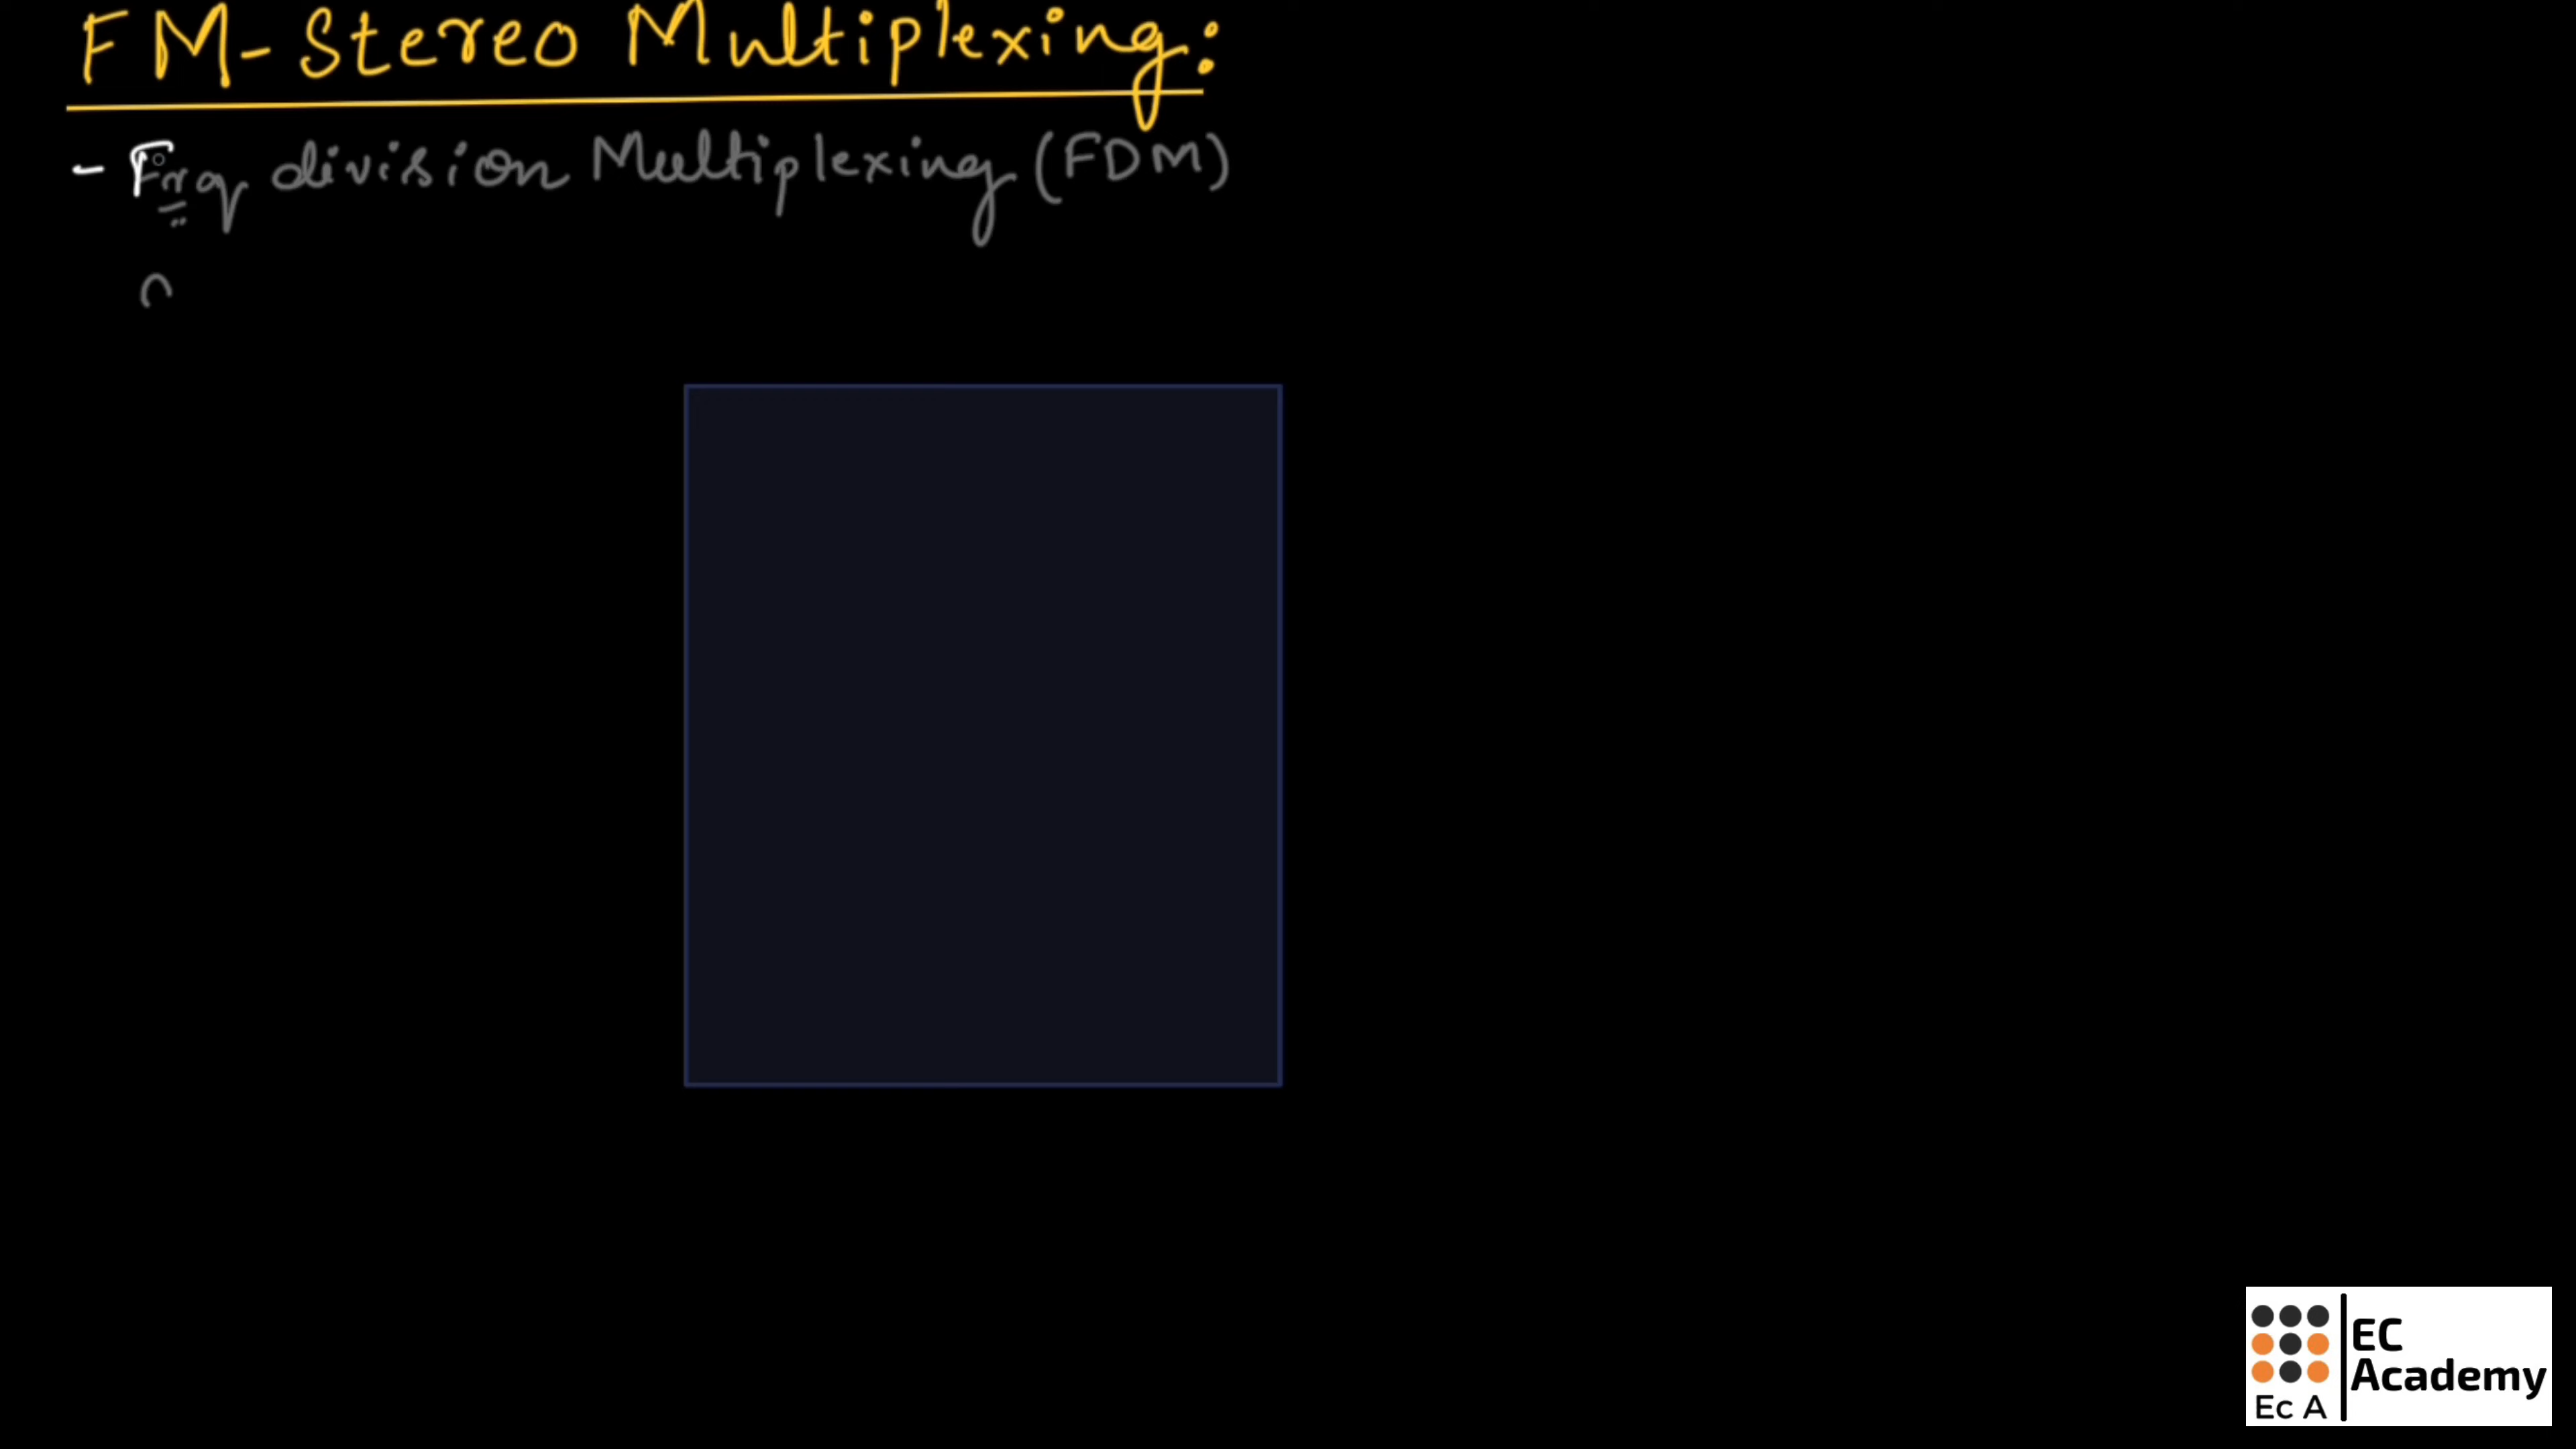 FM-Stereo Multiplexing:
- Frq division Multiplexing (FDM)
EC
Academy
Ec A